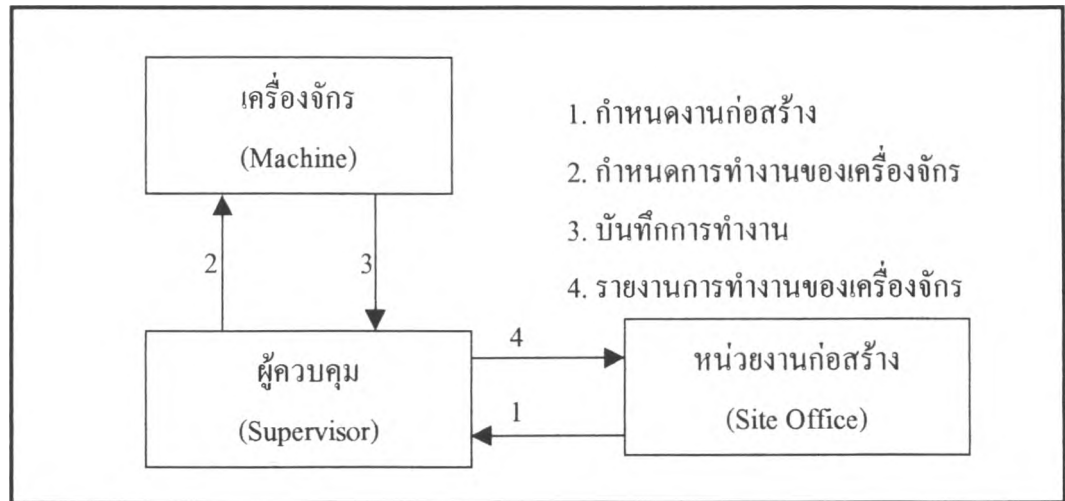 เครื่องจักร
(Machine)
1. กำหนดงานก่อสร้าง
2. กำหนดการทำงานของเครื่องจักร
3. บันทึกการทำงาน
4. รายงานการทำงานของเครื่องจักร
2
3
ผู้ควบคุม
(Supervisor)
4
1
หน่วยงานก่อสร้าง
(Site Office)